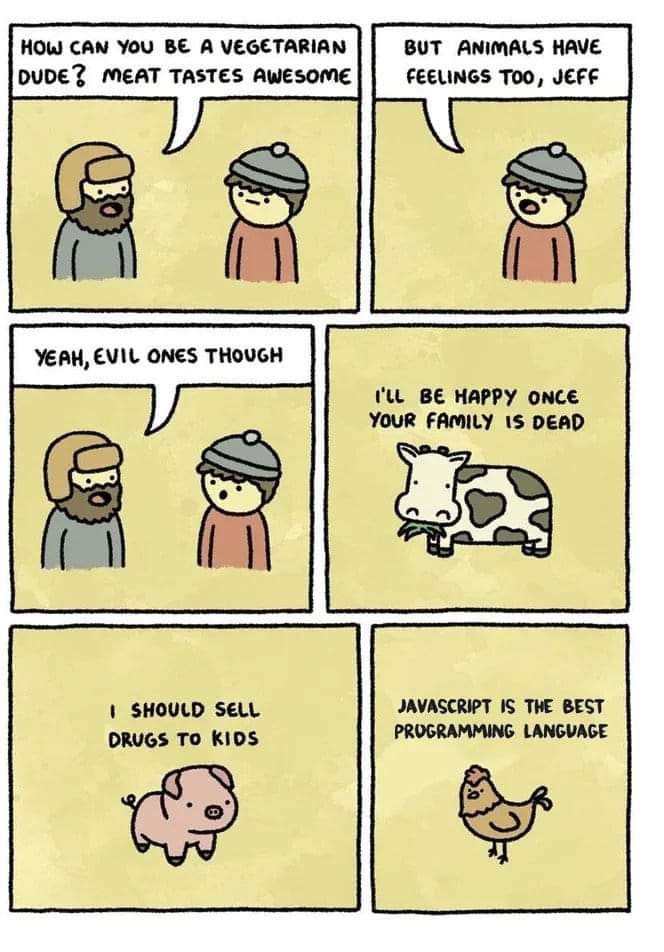 HOW CAN YOU BE A VEGETARIAN
DUDE? MEAT TASTES AWESOME
BUT ANIMALS HAVE
FEELINGS TOO, JEFF
YEAH, EVIL ONES THOUGH
I'LL BE HAPPY ONCE
YOUR FAMILY IS DEAD
I SHOULD SELL
DRUGS TO KIDS
JAVASCRIPT IS THE BEST
PROGRAMMING LANGUAGE